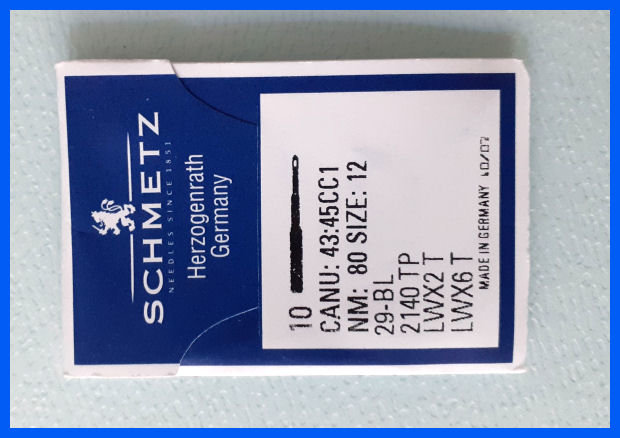 SCHMETZ
NEEDLES SINCE 1851
Herzogenrath
Germany
10
CANU: 43:45CC1
NM: 80 SIZE: 12
29-BL
2140 TP
LWX2 T
LWX6 T
MADE IN GERMANY